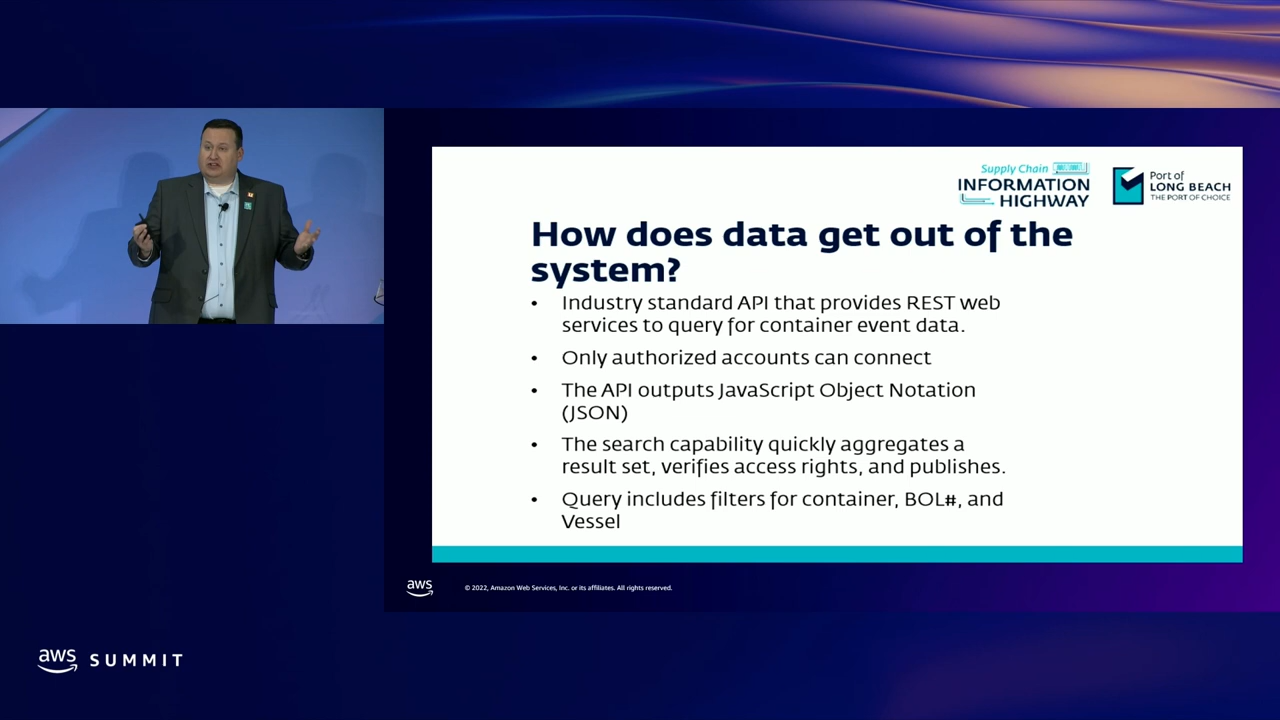 Supply Chain
INFORMATION
HIGHWAY
Port of
LONG BEACH
THE PORT OF CHOICE
How does data get out of the
system?
• Industry standard API that provides REST web
services to query for container event data.
• Only authorized accounts can connect
• The API outputs JavaScript Object Notation
(JSON)
• The search capability quickly aggregates a
result set, verifies access rights, and publishes.
• Query includes filters for container, BOL#, and
Vessel
aws
© 2022, Amazon Web Services, Inc. or its affiliates. All rights reserved.
aws SUMMIT